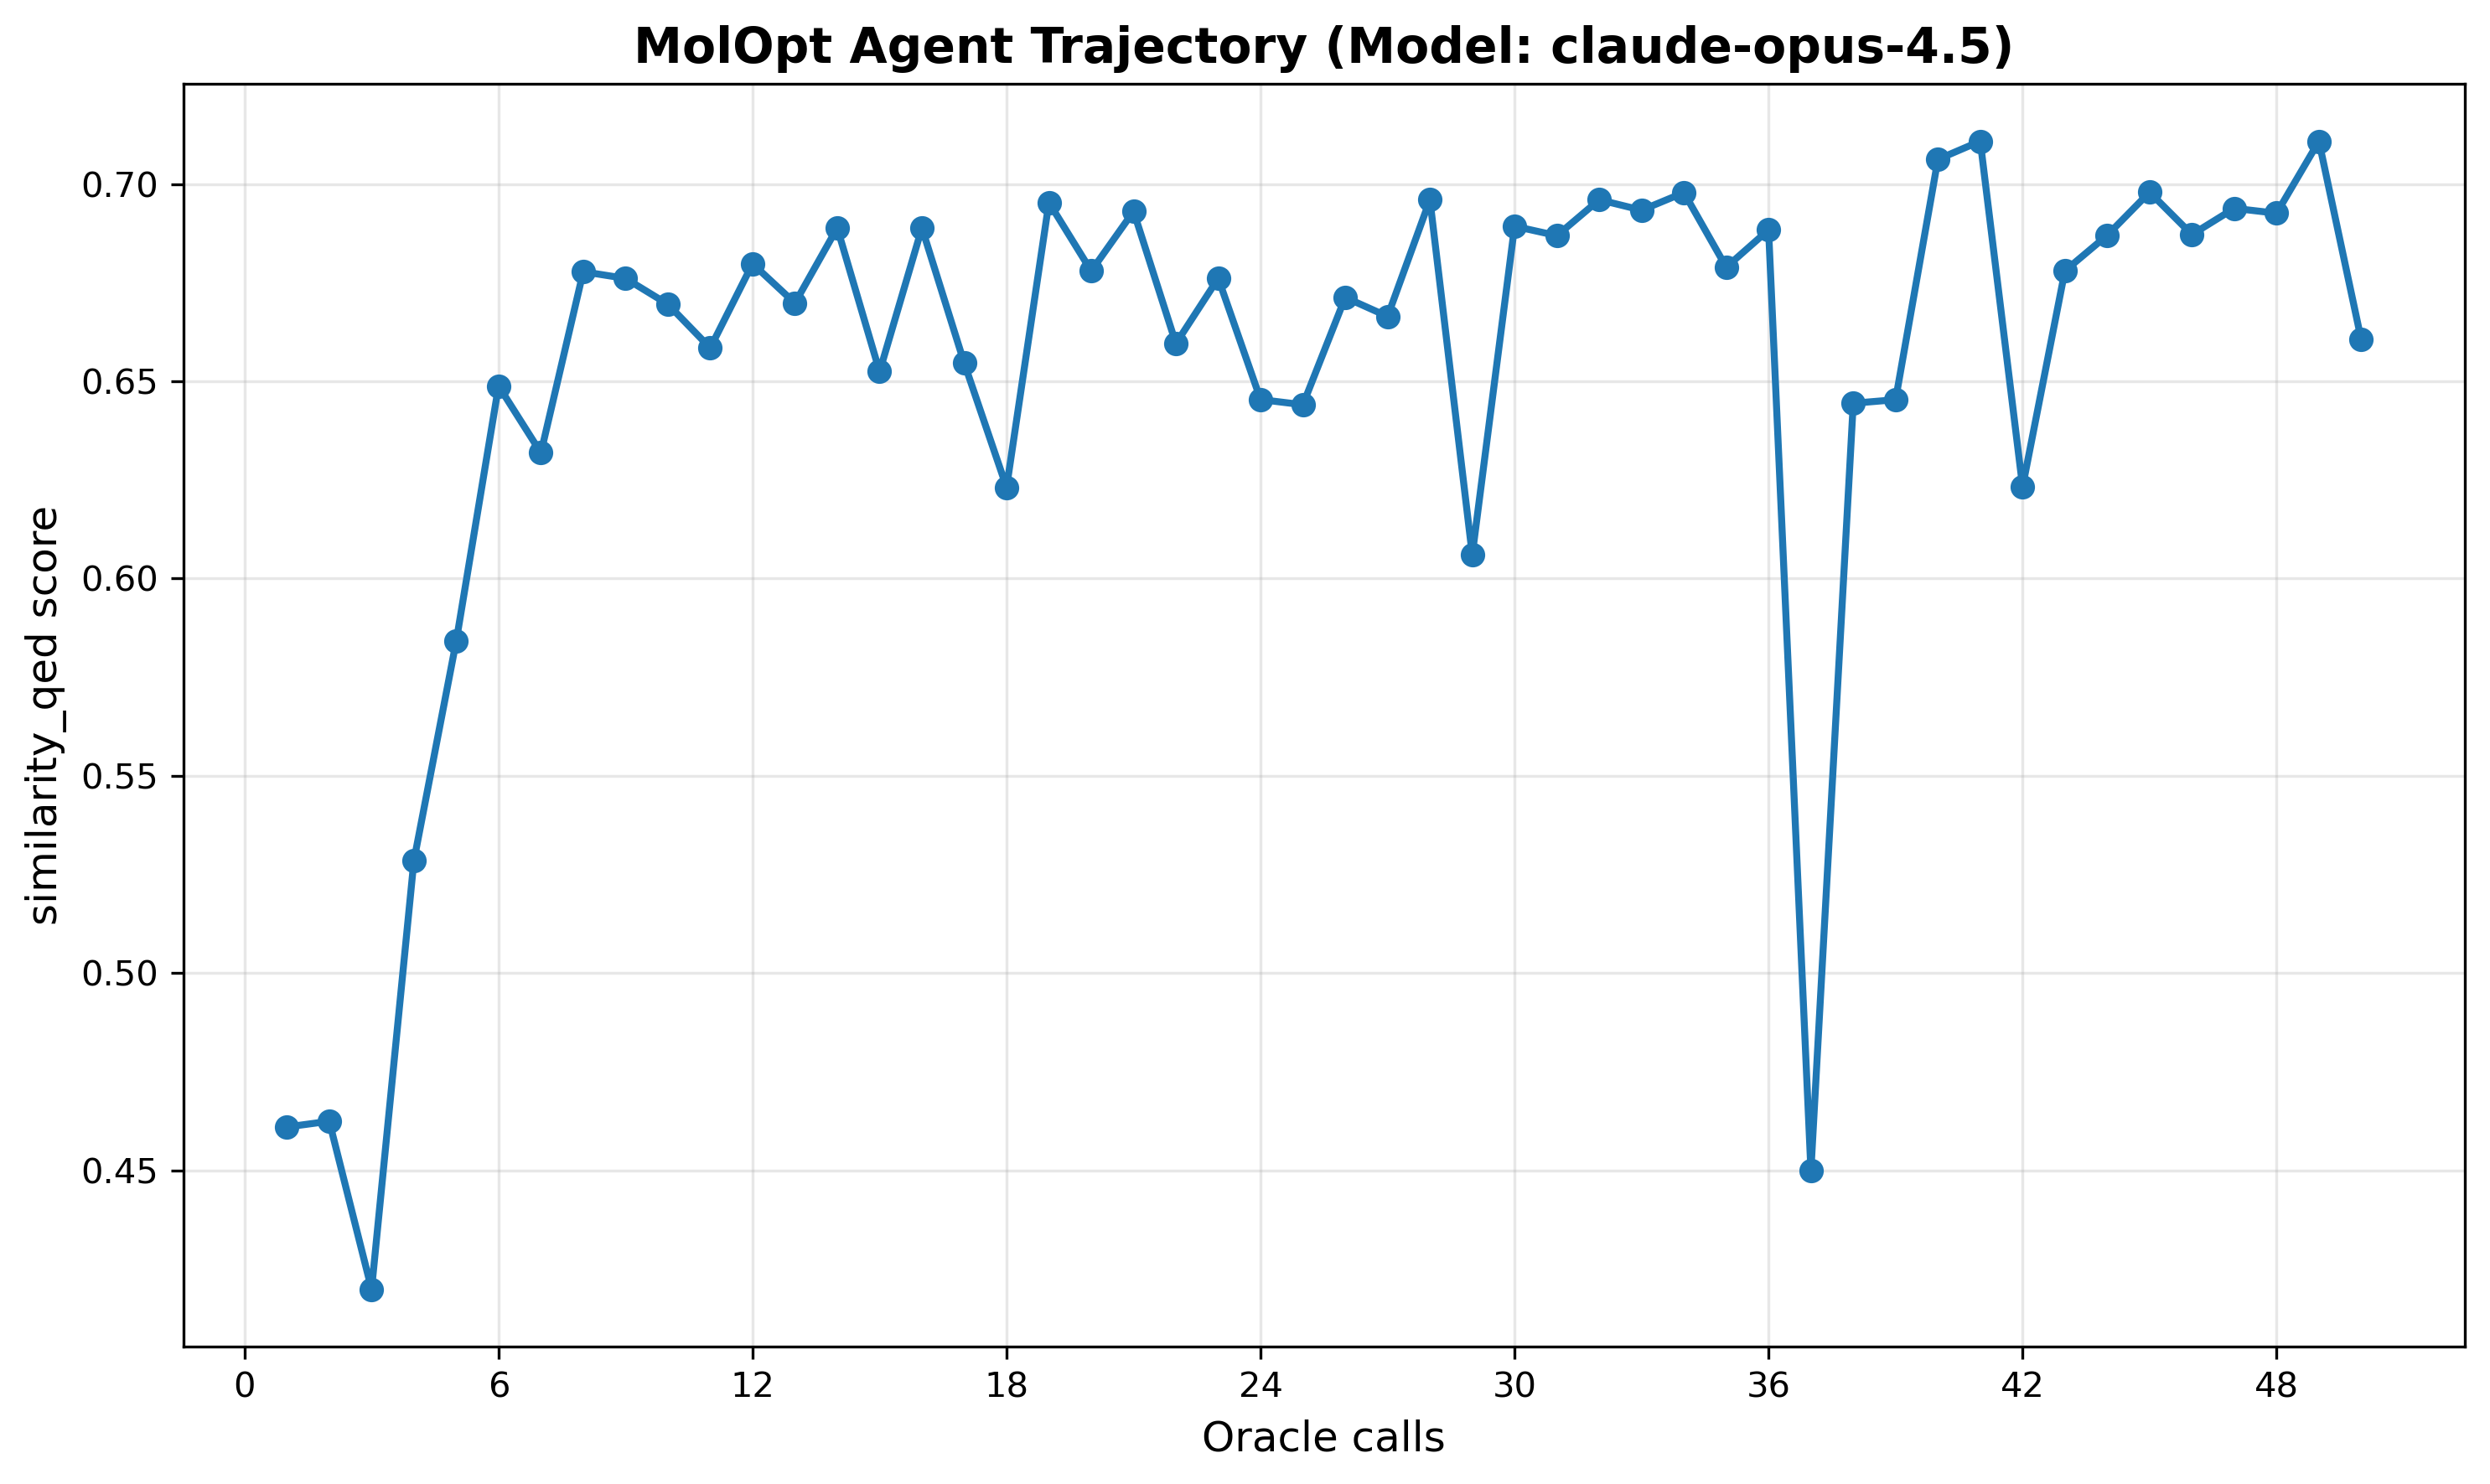 MolOpt Agent Trajectory (Model: claude-opus-4.5)
similarity_qed score
0.70
0.65
0.60
0.55
0.50
0.45
0 6 12 18 24 30 36 42 48
Oracle calls